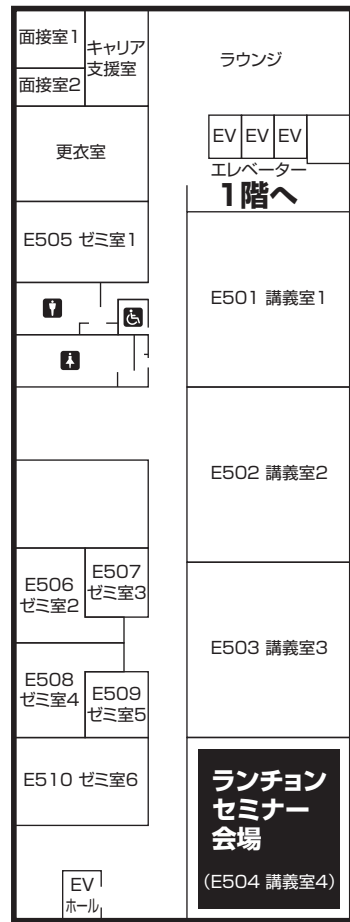 面接室1
キャリア
支援室
面接室2
ラウンジ
更衣室
EV EV EV
エレベーター
1階へ
E505 ゼミ室1
E501 講義室1
E502 講義室2
E506
ゼミ室2
E507
ゼミ室3
E503 講義室3
E508
ゼミ室4
E509
ゼミ室5
E510 ゼミ室6
ランチョン
セミナー
会場
(E504 講義室4)
EV
ホール